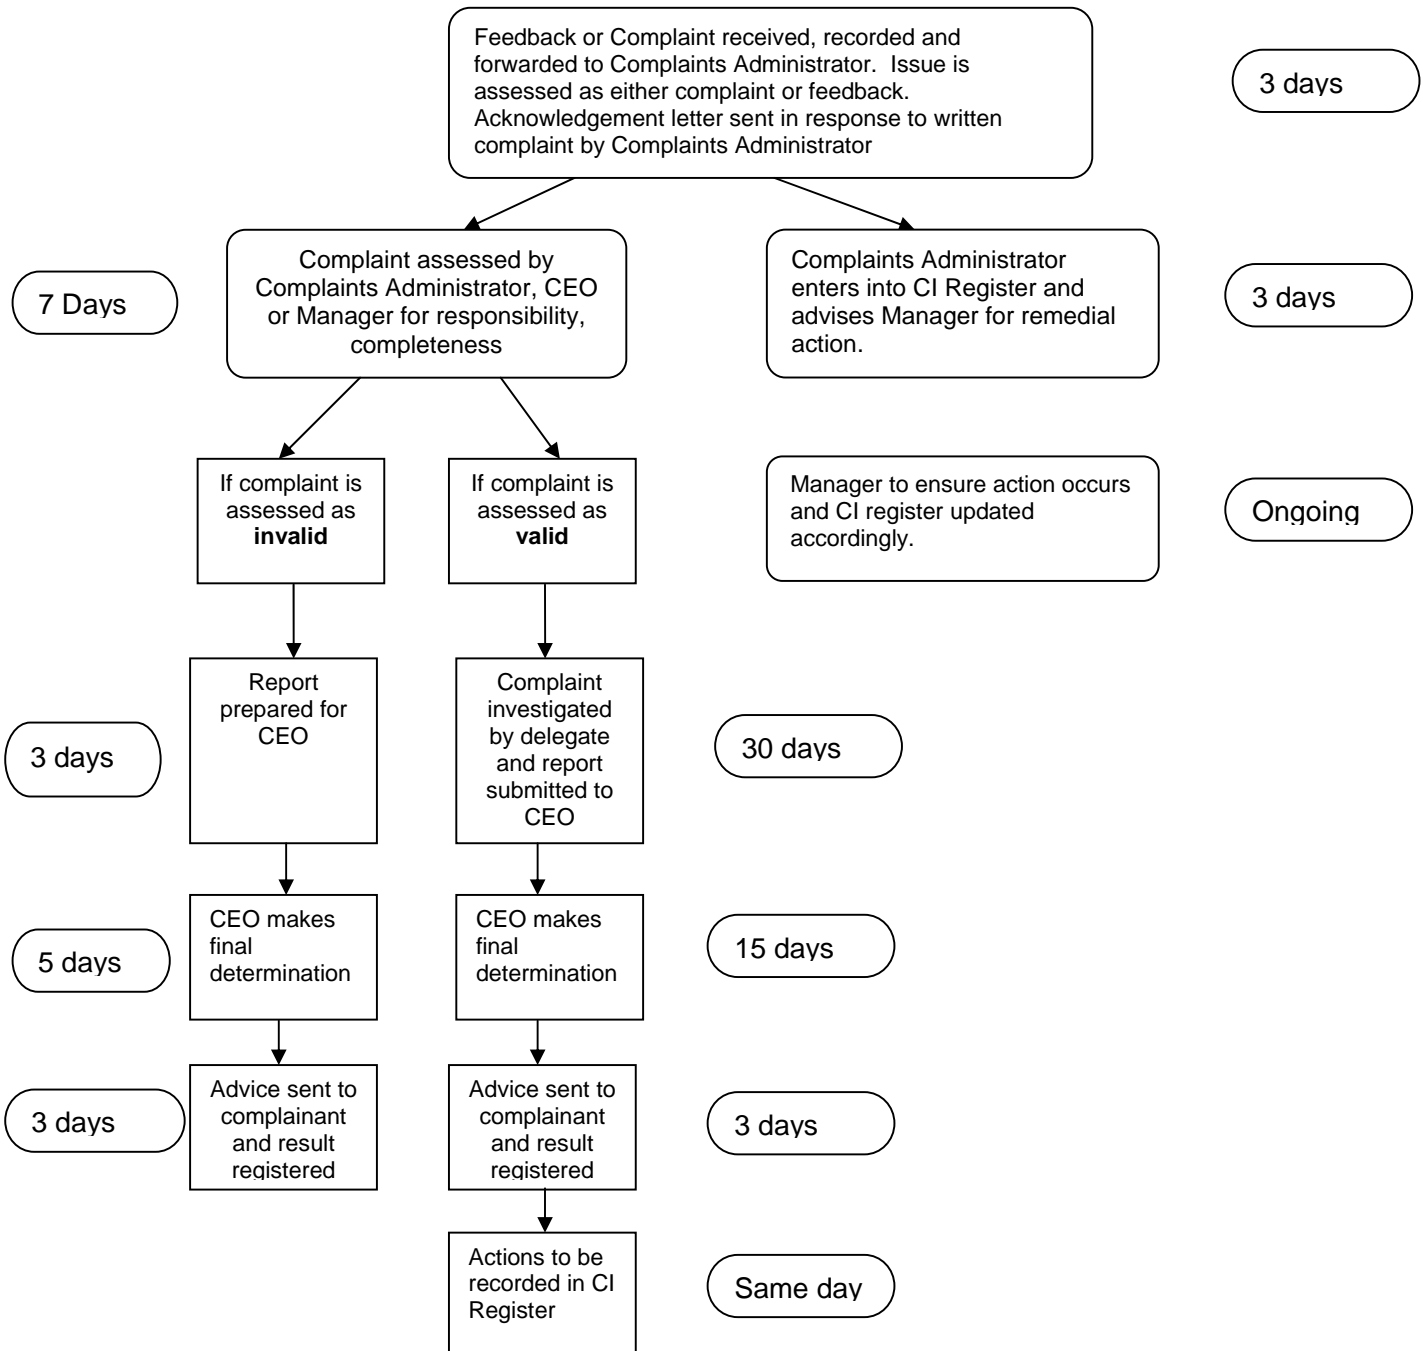 Feedback or Complaint received, recorded and
forwarded to Complaints Administrator.  Issue is
assessed as either complaint or feedback.
Acknowledgement letter sent in response to written
complaint by Complaints Administrator
3 days
7 Days
Complaint assessed by
Complaints Administrator, CEO
or Manager for responsibility,
completeness
Complaints Administrator
enters into CI Register and
advises Manager for remedial
action.
3 days
If complaint is
assessed as
invalid
If complaint is
assessed as
valid
Manager to ensure action occurs
and CI register updated
accordingly.
Ongoing
3 days
Report
prepared for
CEO
Complaint
investigated
by delegate
and report
submitted to
CEO
30 days
5 days
CEO makes
final
determination
CEO makes
final
determination
15 days
3 days
Advice sent to
complainant
and result
registered
Advice sent to
complainant
and result
registered
3 days
Actions to be
recorded in CI
Register
Same day